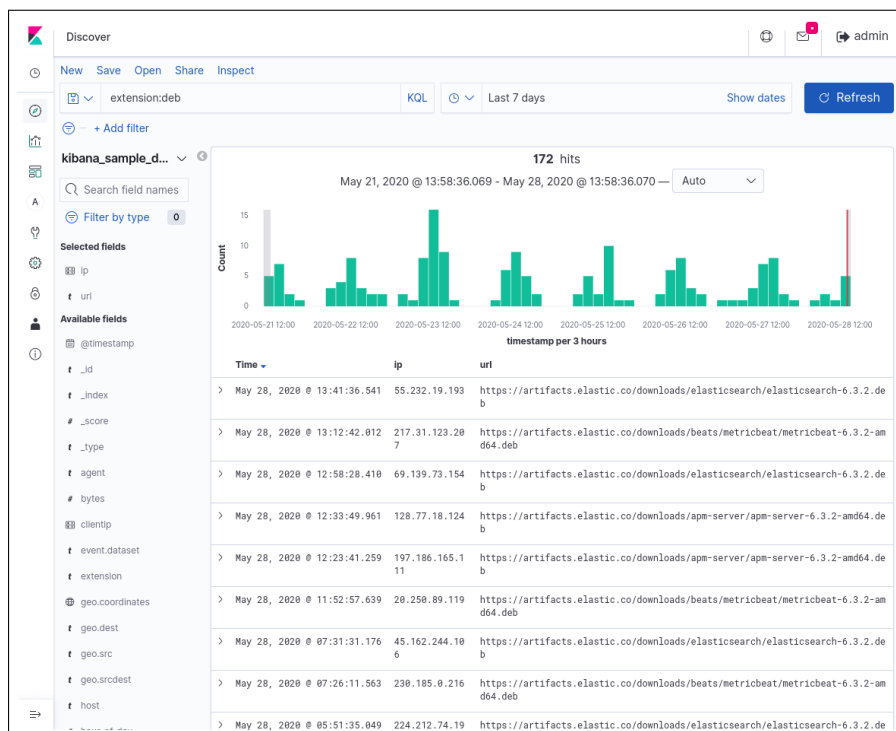 Discover
admin
New Save Open Share Inspect
extension:deb KQL Last 7 days Show dates Refresh
+ Add filter
kibana_sample_d...
Search field names
Filter by type 0
Selected fields
ip
t url
Available fields
@timestamp
t _id
t _index
# _score
t _type
t agent
# bytes
clientip
t event.dataset
t extension
geo.coordinates
t geo.dest
t geo.src
t geo.srcdest
t host
A
172 hits
May 21, 2020 @ 13:58:36.069 - May 28, 2020 @ 13:58:36.070 — Auto
Count
15
10
5
0
2020-05-21 12:00 2020-05-22 12:00 2020-05-23 12:00 2020-05-24 12:00 2020-05-25 12:00 2020-05-26 12:00 2020-05-27 12:00 2020-05-28 12:00
timestamp per 3 hours
Time ip url
May 28, 2020 @ 13:41:36.541 55.232.19.193 https://artifacts.elastic.co/downloads/elasticsearch/elasticsearch-6.3.2.de
b
May 28, 2020 @ 13:12:42.012 217.31.123.20 https://artifacts.elastic.co/downloads/beats/metricbeat/metricbeat-6.3.2-am
7 d64.deb
May 28, 2020 @ 12:58:28.410 69.139.73.154 https://artifacts.elastic.co/downloads/elasticsearch/elasticsearch-6.3.2.de
b
May 28, 2020 @ 12:33:49.961 128.77.18.124 https://artifacts.elastic.co/downloads/apm-server/apm-server-6.3.2-amd64.de
b
May 28, 2020 @ 12:23:41.259 197.186.165.1 https://artifacts.elastic.co/downloads/apm-server/apm-server-6.3.2-amd64.de
11 b
May 28, 2020 @ 11:52:57.639 20.250.89.119 https://artifacts.elastic.co/downloads/beats/metricbeat/metricbeat-6.3.2-am
d64.deb
May 28, 2020 @ 07:31:31.176 45.162.244.10 https://artifacts.elastic.co/downloads/elasticsearch/elasticsearch-6.3.2.de
6 b
May 28, 2020 @ 07:26:11.563 230.185.0.216 https://artifacts.elastic.co/downloads/beats/metricbeat/metricbeat-6.3.2-am
d64.deb
May 28, 2020 @ 05:51:35.049 224.212.74.19 https://artifacts.elastic.co/downloads/elasticsearch/elasticsearch-6.3.2.de